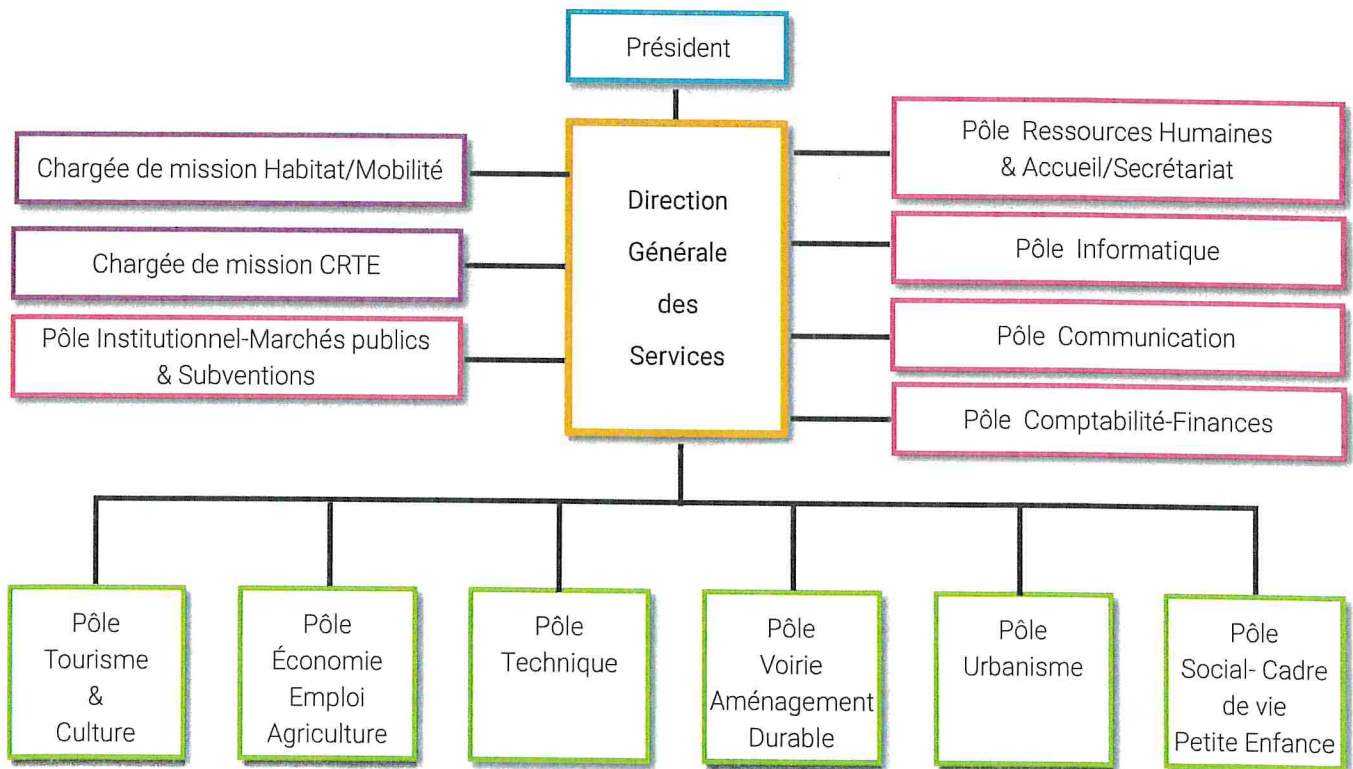 Président
Chargée de mission Habitat/Mobilité
Chargée de mission CRTE
Pôle Institutionnel-Marchés publics
& Subventions
Direction
Générale
des
Services
Pôle Ressources Humaines
& Accueil/Secrétariat
Pôle Informatique
Pôle Communication
Pôle Comptabilité-Finances
Pôle
Tourisme
&
Culture
Pôle
Économie
Emploi
Agriculture
Pôle
Technique
Pôle
Voirie
Aménagement
Durable
Pôle
Urbanisme
Pôle
Social- Cadre
de vie
Petite Enfance